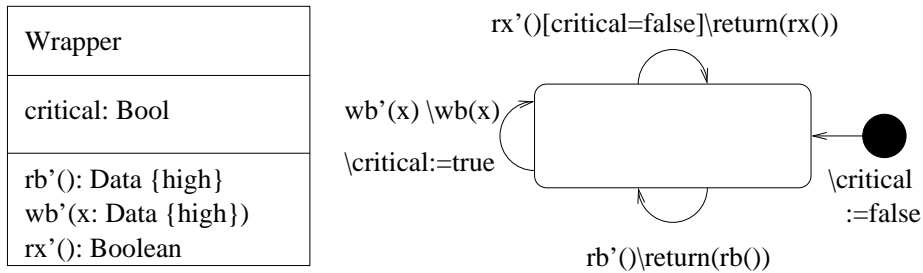 Wrapper
critical: Bool
rb’(): Data {high}
wb’(x: Data {high})
rx’(): Boolean
rx’()[critical=false]\return(rx())
wb’(x) \wb(x)
\critical:=true
\critical
:=false
rb’()\return(rb())